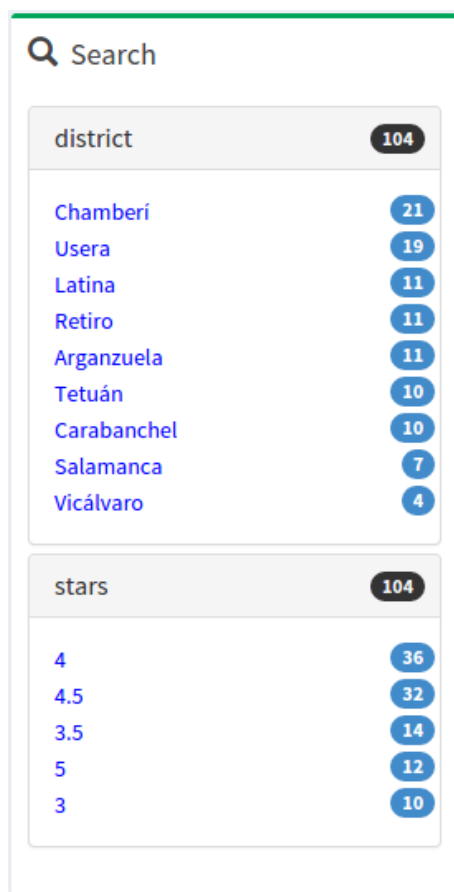 Search
district 104
Chamberí 21
Usera 19
Latina 11
Retiro 11
Arganzuela 11
Tetuán 10
Carabanchel 10
Salamanca 7
Vicálvaro 4
stars 104
4 36
4.5 32
3.5 14
5 12
3 10